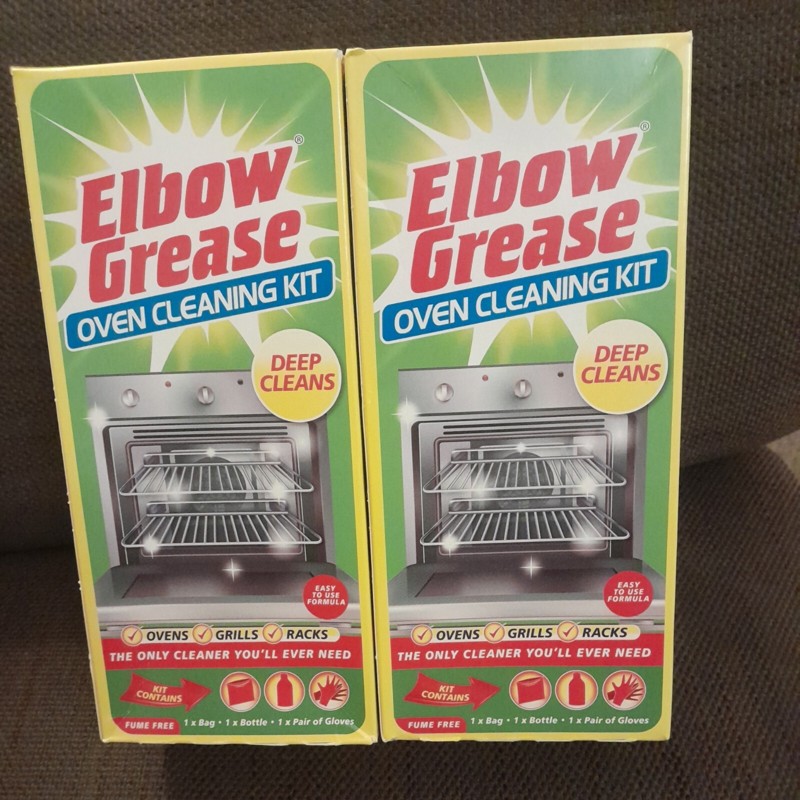 Elbow
Grease®
OVEN CLEANING KIT
DEEP
CLEANS
EASY
TO USE
FORMULA
OVENS GRILLS RACKS
THE ONLY CLEANER YOU'LL EVER NEED
KIT
CONTAINS
FUME FREE 1 x Bag • 1 x Bottle • 1 x Pair of Gloves
Elbow
Grease®
OVEN CLEANING KIT
DEEP
CLEANS
EASY
TO USE
FORMULA
OVENS GRILLS RACKS
THE ONLY CLEANER YOU'LL EVER NEED
KIT
CONTAINS
FUME FREE 1 x Bag • 1 x Bottle • 1 x Pair of Gloves